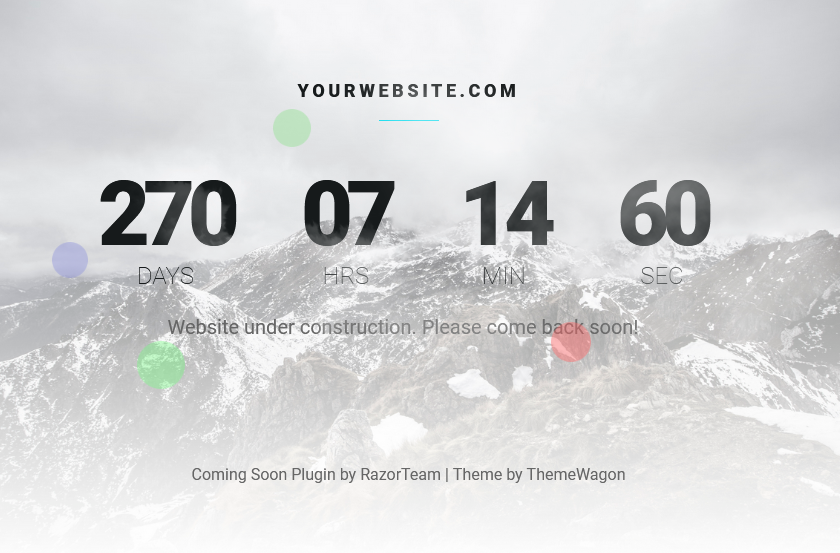 YOURWEBSITE.COM
270 07 14 60
DAYS HRS MIN SEC
Website under construction. Please come back soon!
Coming Soon Plugin by RazorTeam | Theme by ThemeWagon